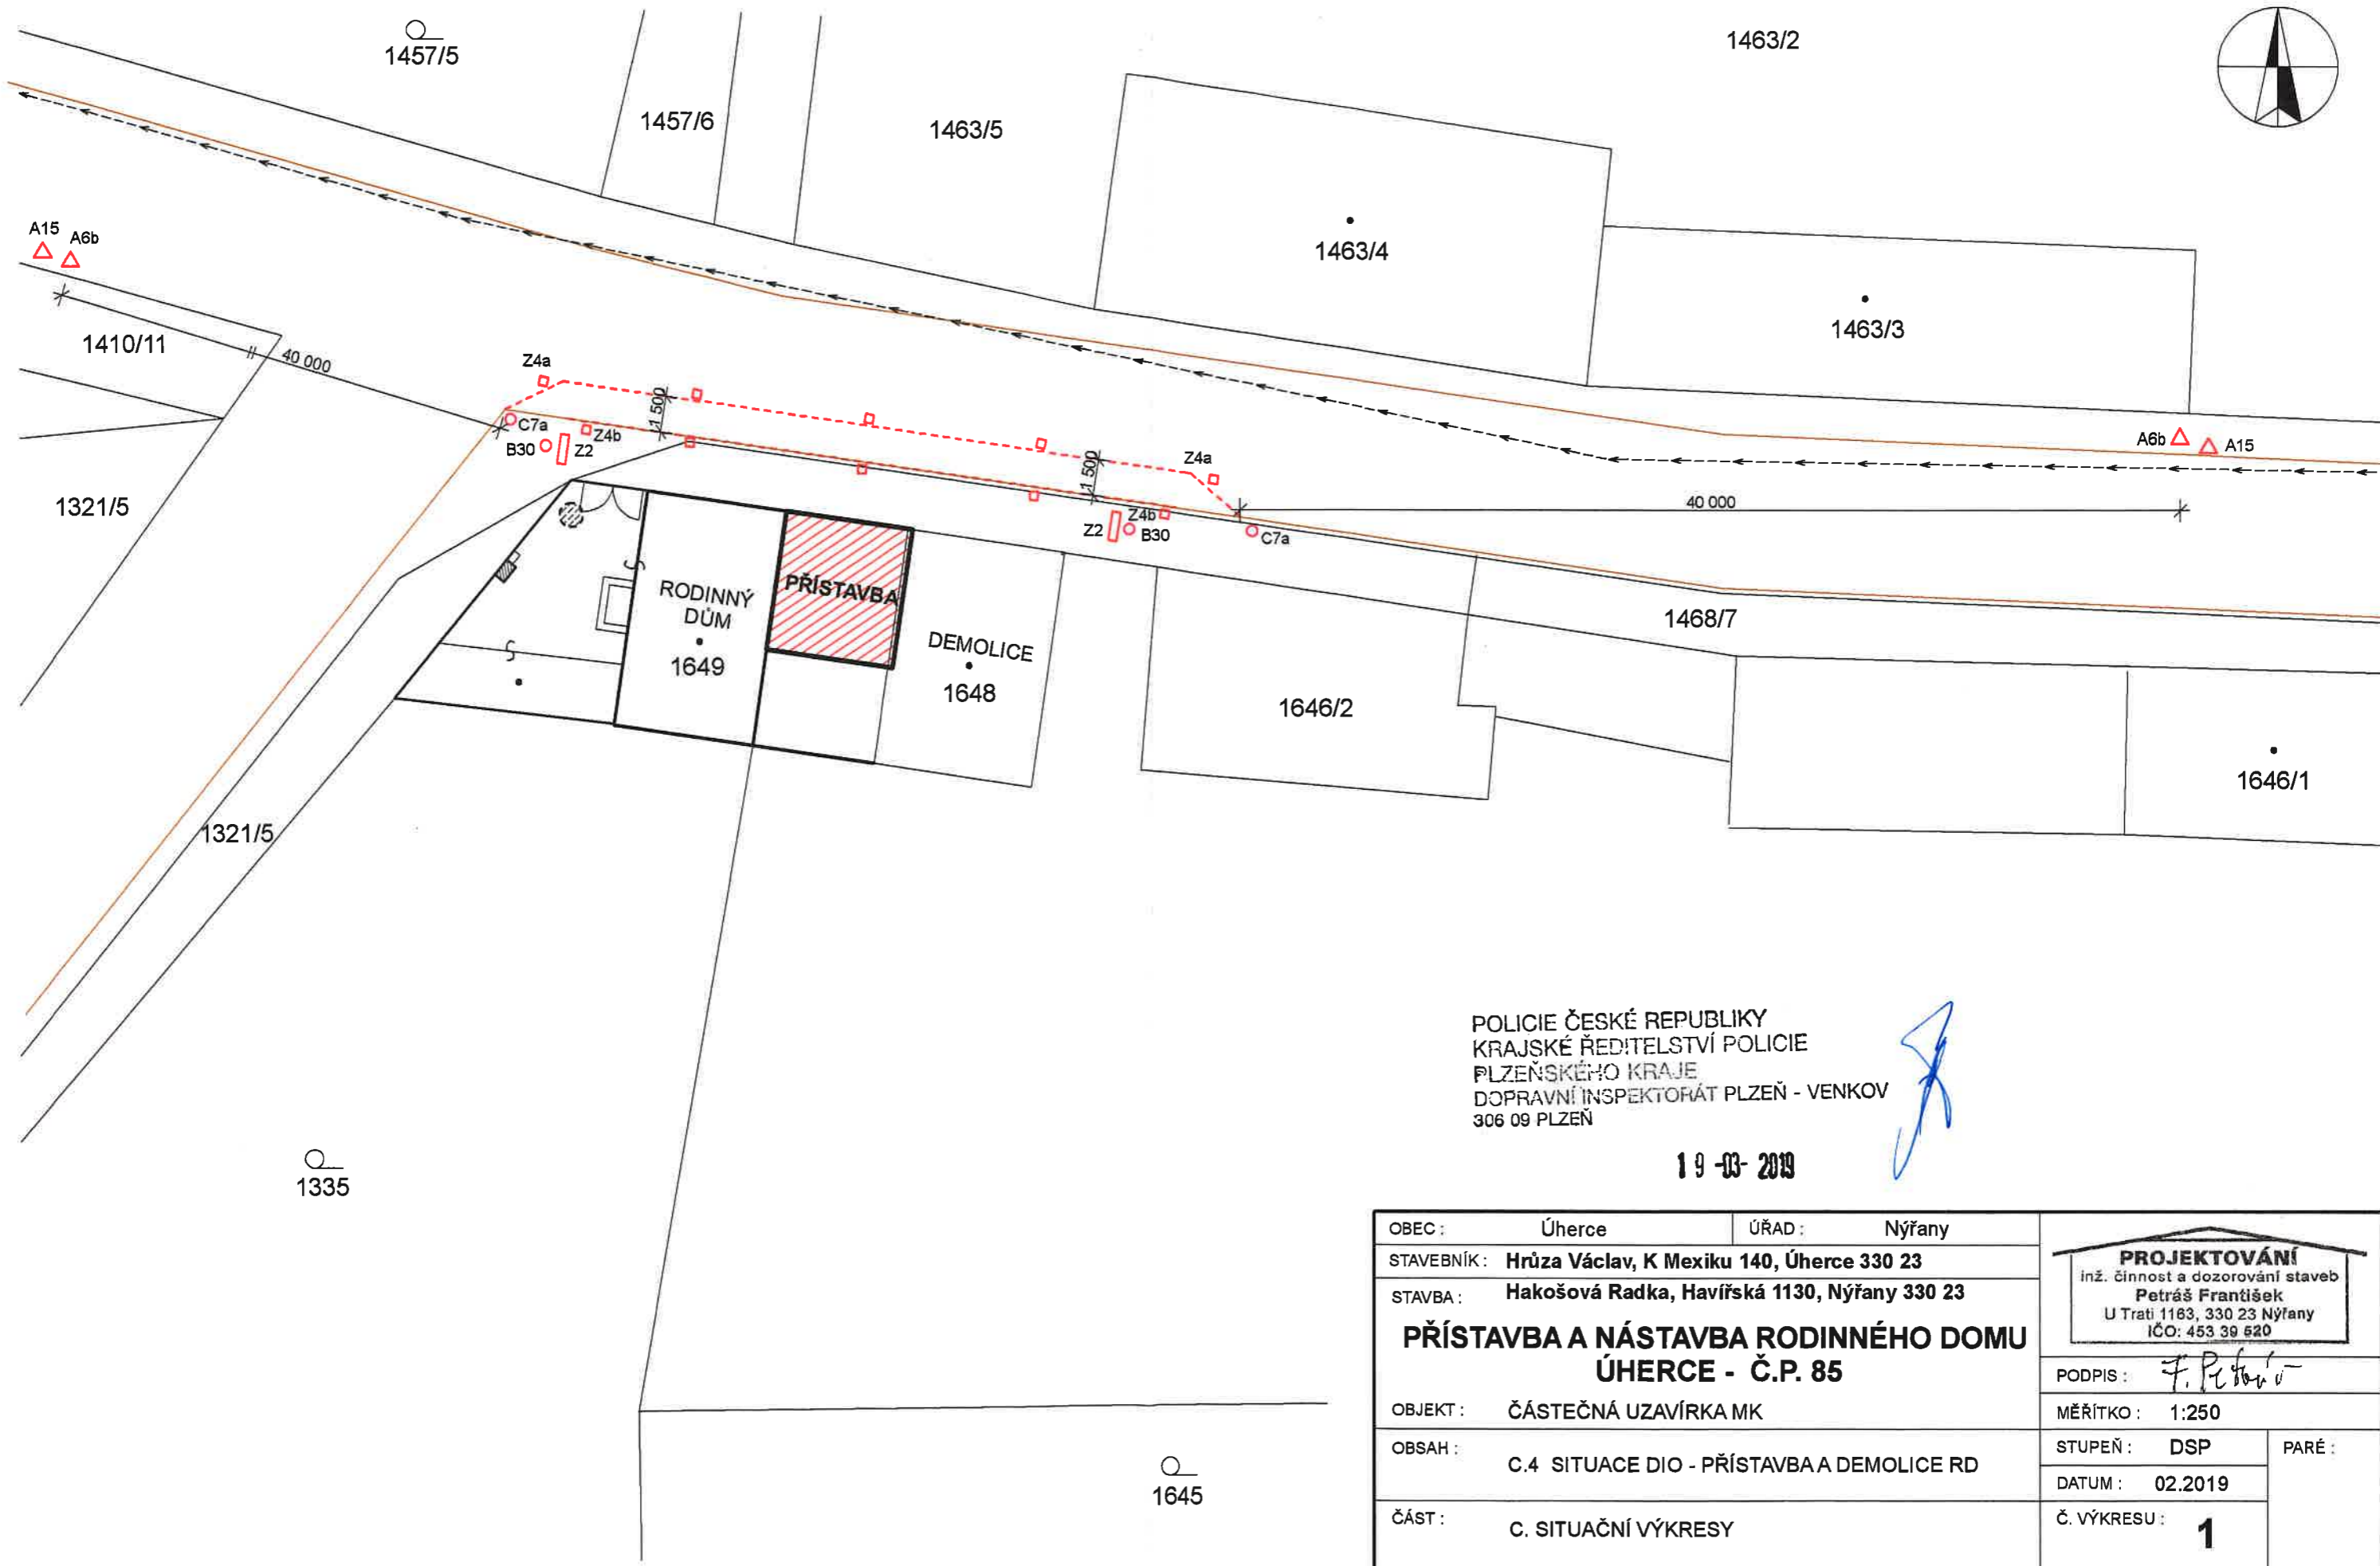 1457/5
1457/6
1463/5
1463/2
1463/4
1463/3
A15
A6b
1410/11
40 000
Z4a
1 500
C7a
Z4b
B30
Z2
1 500
Z4a
A6b
A15
40 000
Z4b
Z2
B30
C7a
1321/5
RODINNÝ
DŮM
1649
PŘÍSTAVBA
DEMOLICE
1648
1468/7
1646/2
1646/1
1321/5
1335
1645
POLICIE ČESKÉ REPUBLIKY
KRAJSKÉ ŘEDITELSTVÍ POLICIE
PLZEŇSKÉHO KRAJE
DOPRAVNÍ INSPEKTORÁT PLZEŇ - VENKOV
306 09 PLZEŇ
19 -03- 2019
OBEC : Úherce ÚŘAD : Nýřany
STAVEBNÍK : Hrůza Václav, K Mexiku 140, Úherce 330 23
STAVBA : Hakošová Radka, Havířská 1130, Nýřany 330 23
PŘÍSTAVBA A NÁSTAVBA RODINNÉHO DOMU
ÚHERCE - Č.P. 85
OBJEKT : ČÁSTEČNÁ UZAVÍRKA MK
OBSAH : C.4 SITUACE DIO - PŘÍSTAVBA A DEMOLICE RD
ČÁST : C. SITUAČNÍ VÝKRESY
PROJEKTOVÁNÍ
inž. činnost a dozorování staveb
Petráš František
U Trati 1163, 330 23 Nýřany
IČO: 453 39 520
PODPIS :
MĚŘÍTKO : 1:250
STUPEŇ : DSP
PARÉ :
DATUM : 02.2019
Č. VÝKRESU : 1